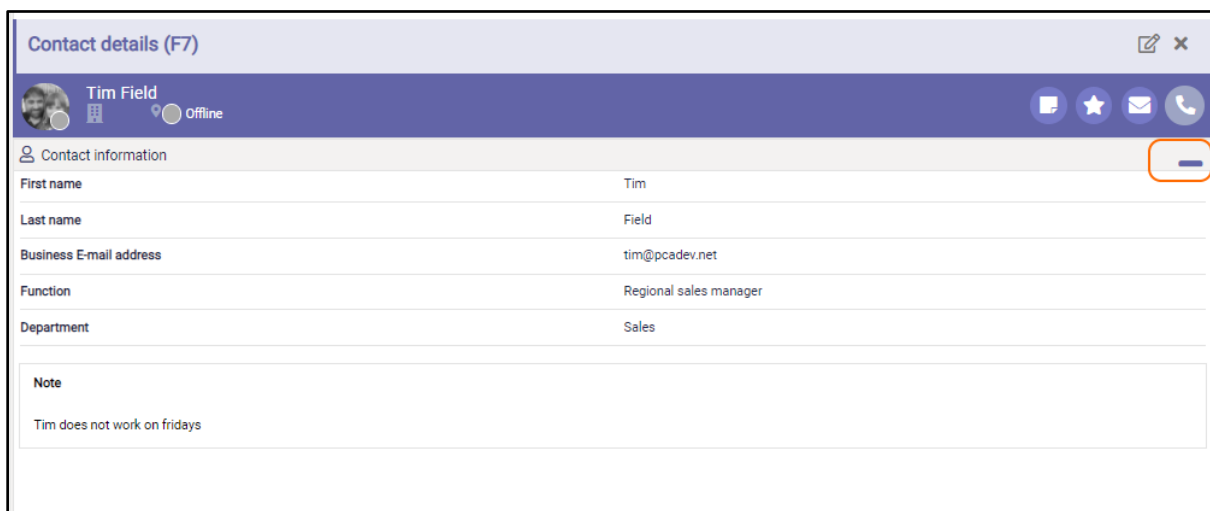 Contact details (F7)
Tim Field
Offline
Contact information
First name Tim
Last name Field
Business E-mail address tim@pcadev.net
Function Regional sales manager
Department Sales
Note
Tim does not work on fridays